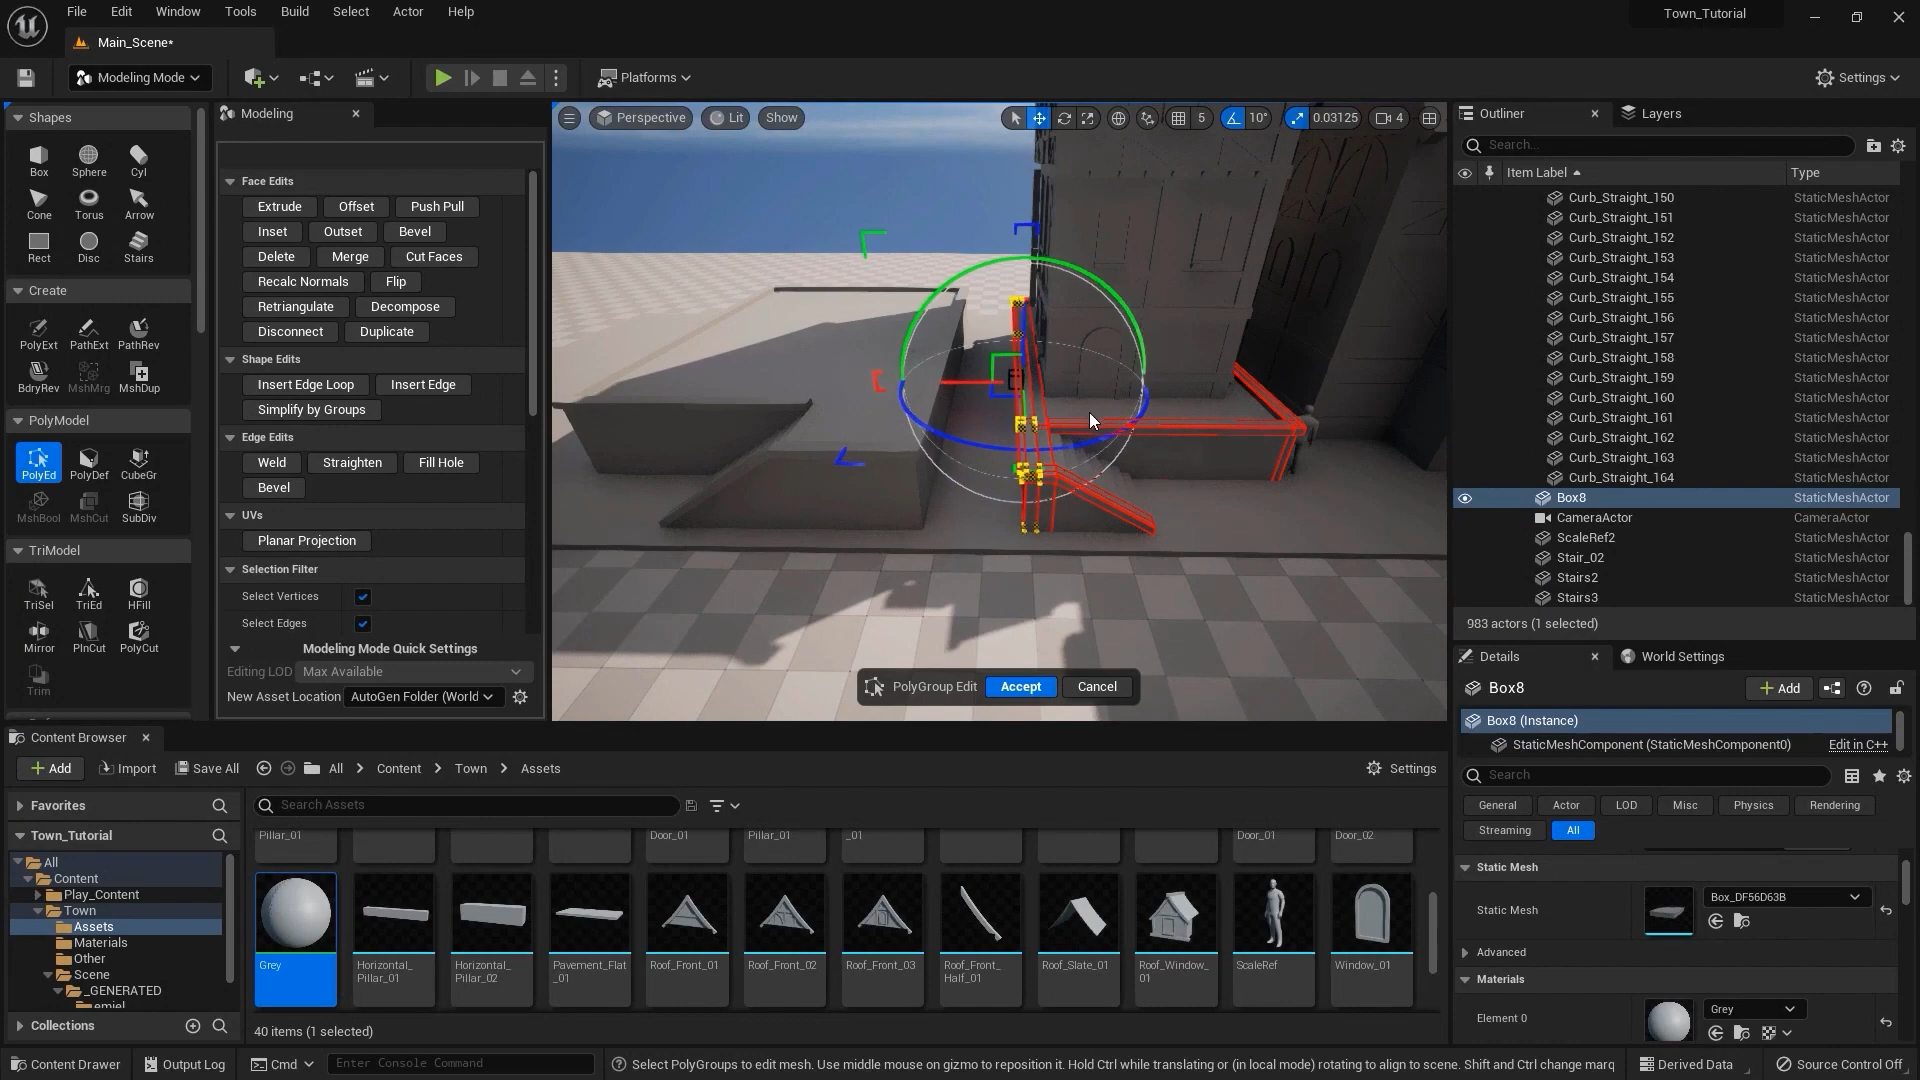 File Edit Window Tools Build Select Actor Help
Town_Tutorial
Main_Scene*
Modeling Mode
Platforms
Settings
Shapes
Box Sphere Cyl
Cone Torus Arrow
Rect Disc Stairs
Create
PolyExt PathExt PathRev
BdryRev MshMrg MshDup
PolyModel
PolyEd PolyDef CubeGr
MshBool MshCut SubDiv
TriModel
TriSel TriEd HFill
Mirror PlnCut PolyCut
Trim
Modeling
Face Edits
Extrude Offset Push Pull
Inset Outset Bevel
Delete Merge Cut Faces
Recalc Normals Flip
Retriangulate Decompose
Disconnect Duplicate
Shape Edits
Insert Edge Loop Insert Edge
Simplify by Groups
Edge Edits
Weld Straighten Fill Hole
Bevel
UVs
Planar Projection
Selection Filter
Select Vertices
Select Edges
Modeling Mode Quick Settings
Editing LOD Max Available
New Asset Location AutoGen Folder (World
Perspective Lit Show
5 10° 0.03125 4
PolyGroup Edit Accept Cancel
Outliner Layers
Search...
Item Label Type
Curb_Straight_150 StaticMeshActor
Curb_Straight_151 StaticMeshActor
Curb_Straight_152 StaticMeshActor
Curb_Straight_153 StaticMeshActor
Curb_Straight_154 StaticMeshActor
Curb_Straight_155 StaticMeshActor
Curb_Straight_156 StaticMeshActor
Curb_Straight_157 StaticMeshActor
Curb_Straight_158 StaticMeshActor
Curb_Straight_159 StaticMeshActor
Curb_Straight_160 StaticMeshActor
Curb_Straight_161 StaticMeshActor
Curb_Straight_162 StaticMeshActor
Curb_Straight_163 StaticMeshActor
Curb_Straight_164 StaticMeshActor
Box8 StaticMeshActor
CameraActor CameraActor
ScaleRef2 StaticMeshActor
Stair_02 StaticMeshActor
Stairs2 StaticMeshActor
Stairs3 StaticMeshActor
983 actors (1 selected)
Details World Settings
Box8 Add
Box8 (Instance)
StaticMeshComponent (StaticMeshComponent0) Edit in C++
Search
General Actor LOD Misc Physics Rendering
Streaming All
Static Mesh
Static Mesh Box_DF56D63B
Advanced
Materials
Element 0 Grey
Content Browser
Add Import Save All All Content Town Assets Settings
Favorites
Town_Tutorial
All
Content
Play_Content
Town
Assets
Materials
Other
Scene
_GENERATED
emiel
Collections
Search Assets
Pillar_01 Door_01 Pillar_01 _01 Door_01 Door_02
Grey Horizontal_ Horizontal_ Pavement_Flat Roof_Front_01 Roof_Front_02 Roof_Front_03 Roof_Front_ Roof_Slate_01 Roof_Window_ ScaleRef Window_01
Pillar_01 Pillar_02 _01 Half_01 01
40 items (1 selected)
Content Drawer Output Log Cmd Enter Console Command Select PolyGroups to edit mesh. Use middle mouse on gizmo to reposition it. Hold Ctrl while translating or (in local mode) rotating to align to scene. Shift and Ctrl change marq Derived Data Source Control Off